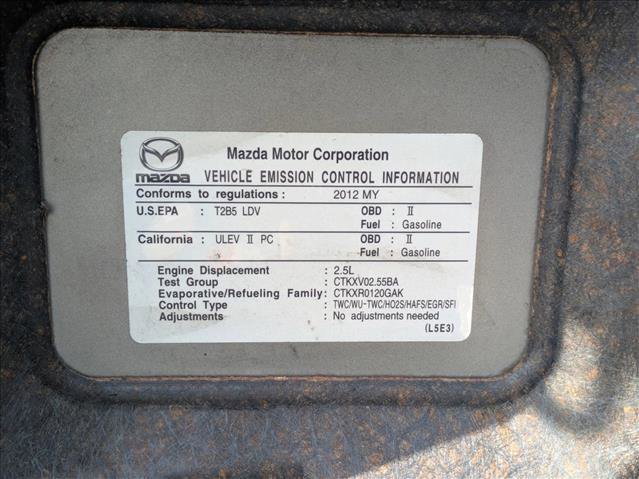 mazda
Mazda Motor Corporation
VEHICLE EMISSION CONTROL INFORMATION
Conforms to regulations : 2012 MY
U.S.EPA : T2B5 LDV OBD : II
Fuel : Gasoline
California : ULEV II PC OBD : II
Fuel : Gasoline
Engine Displacement : 2.5L
Test Group : CTKXV02.55BA
Evaporative/Refueling Family: CTKXR0120GAK
Control Type : TWC/WU-TWC/HO2S/HAFS/EGR/SFI
Adjustments : No adjustments needed
(L5E3)